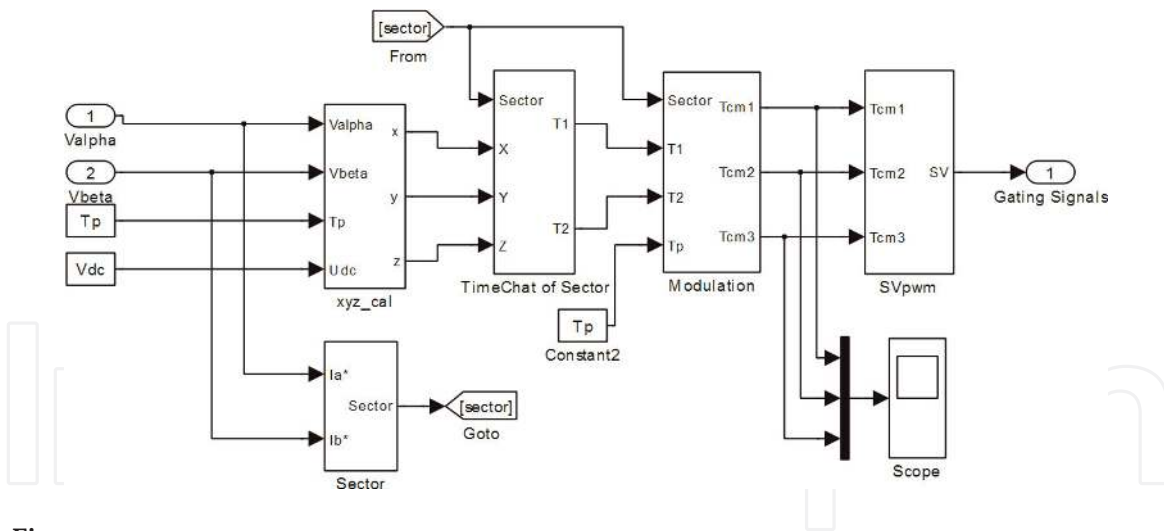 [sector]
From
1
Valpha
2
Vbeta
Tp
Vdc
Valpha
Vbeta
Tp
Udc
x
y
z
xyz_cal
Sector
X
Y
Z
T1
T2
TimeChat of Sector
Sector
T1
T2
Tp
Tcm1
Tcm2
Tcm3
Modulation
Tp
Constant2
Tcm1
Tcm2
Tcm3
SV
SVpwm
1
Gating Signals
Ia*
Ib*
Sector
Sector
[sector]
Goto
Scope